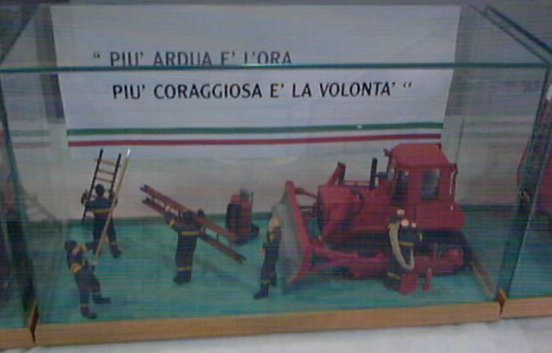 “ PIU' ARDUA E' L'ORA
PIU' CORAGGIOSA E' LA VOLONTA' “